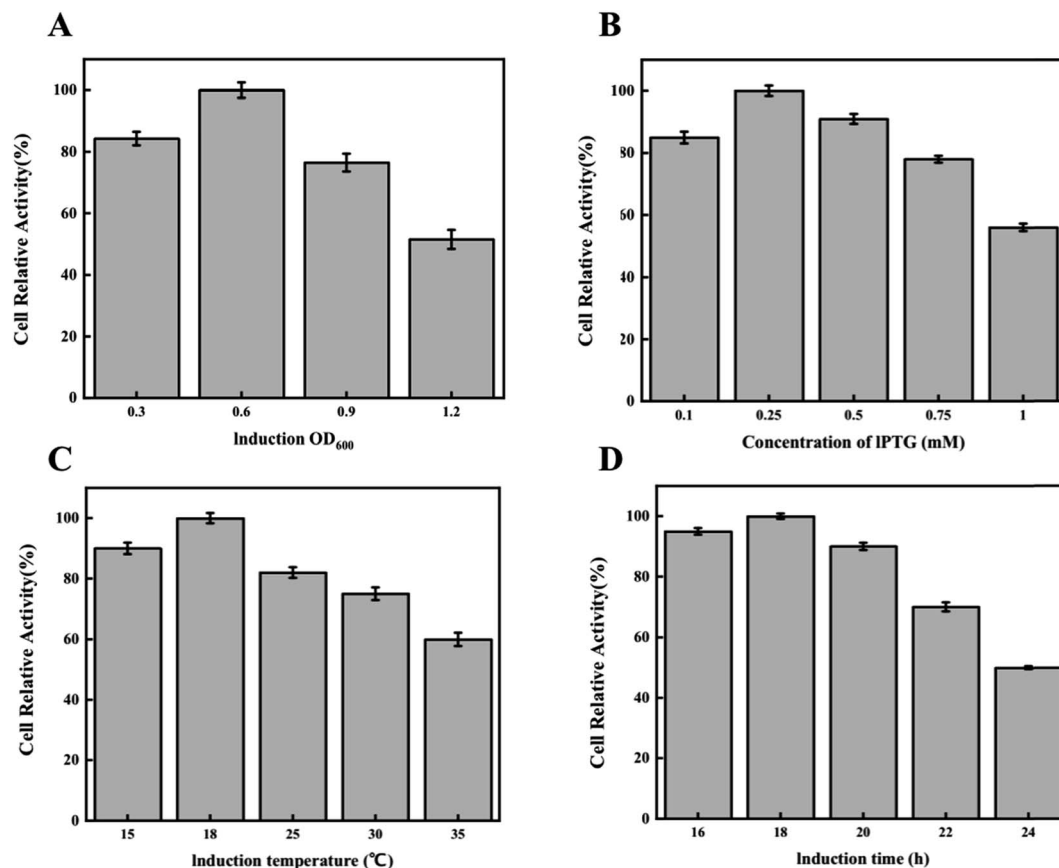 A
Cell Relative Activity(%)
100
80
60
40
20
0
0.3 0.6 0.9 1.2
Induction OD₆₀₀
B
Cell Relative Activity(%)
100
80
60
40
20
0
0.1 0.25 0.5 0.75 1
Concentration of IPTG (mM)
C
Cell Relative Activity(%)
100
80
60
40
20
0
15 18 25 30 35
Induction temperature (℃)
D
Cell Relative Activity(%)
100
80
60
40
20
0
16 18 20 22 24
Induction time (h)